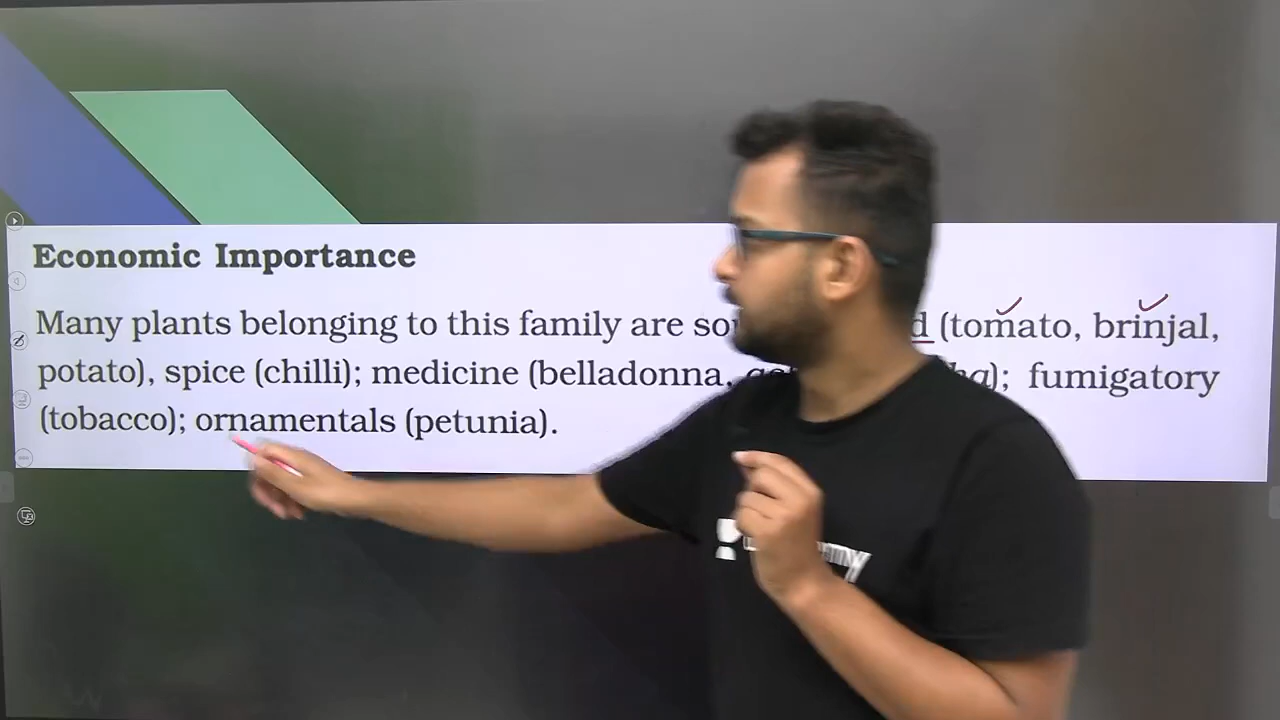 Economic Importance
Many plants belonging to this family are (tomato, brinjal,
potato), spice (chilli); medicine (belladonna, fumigatory
(tobacco); ornamentals (petunia).